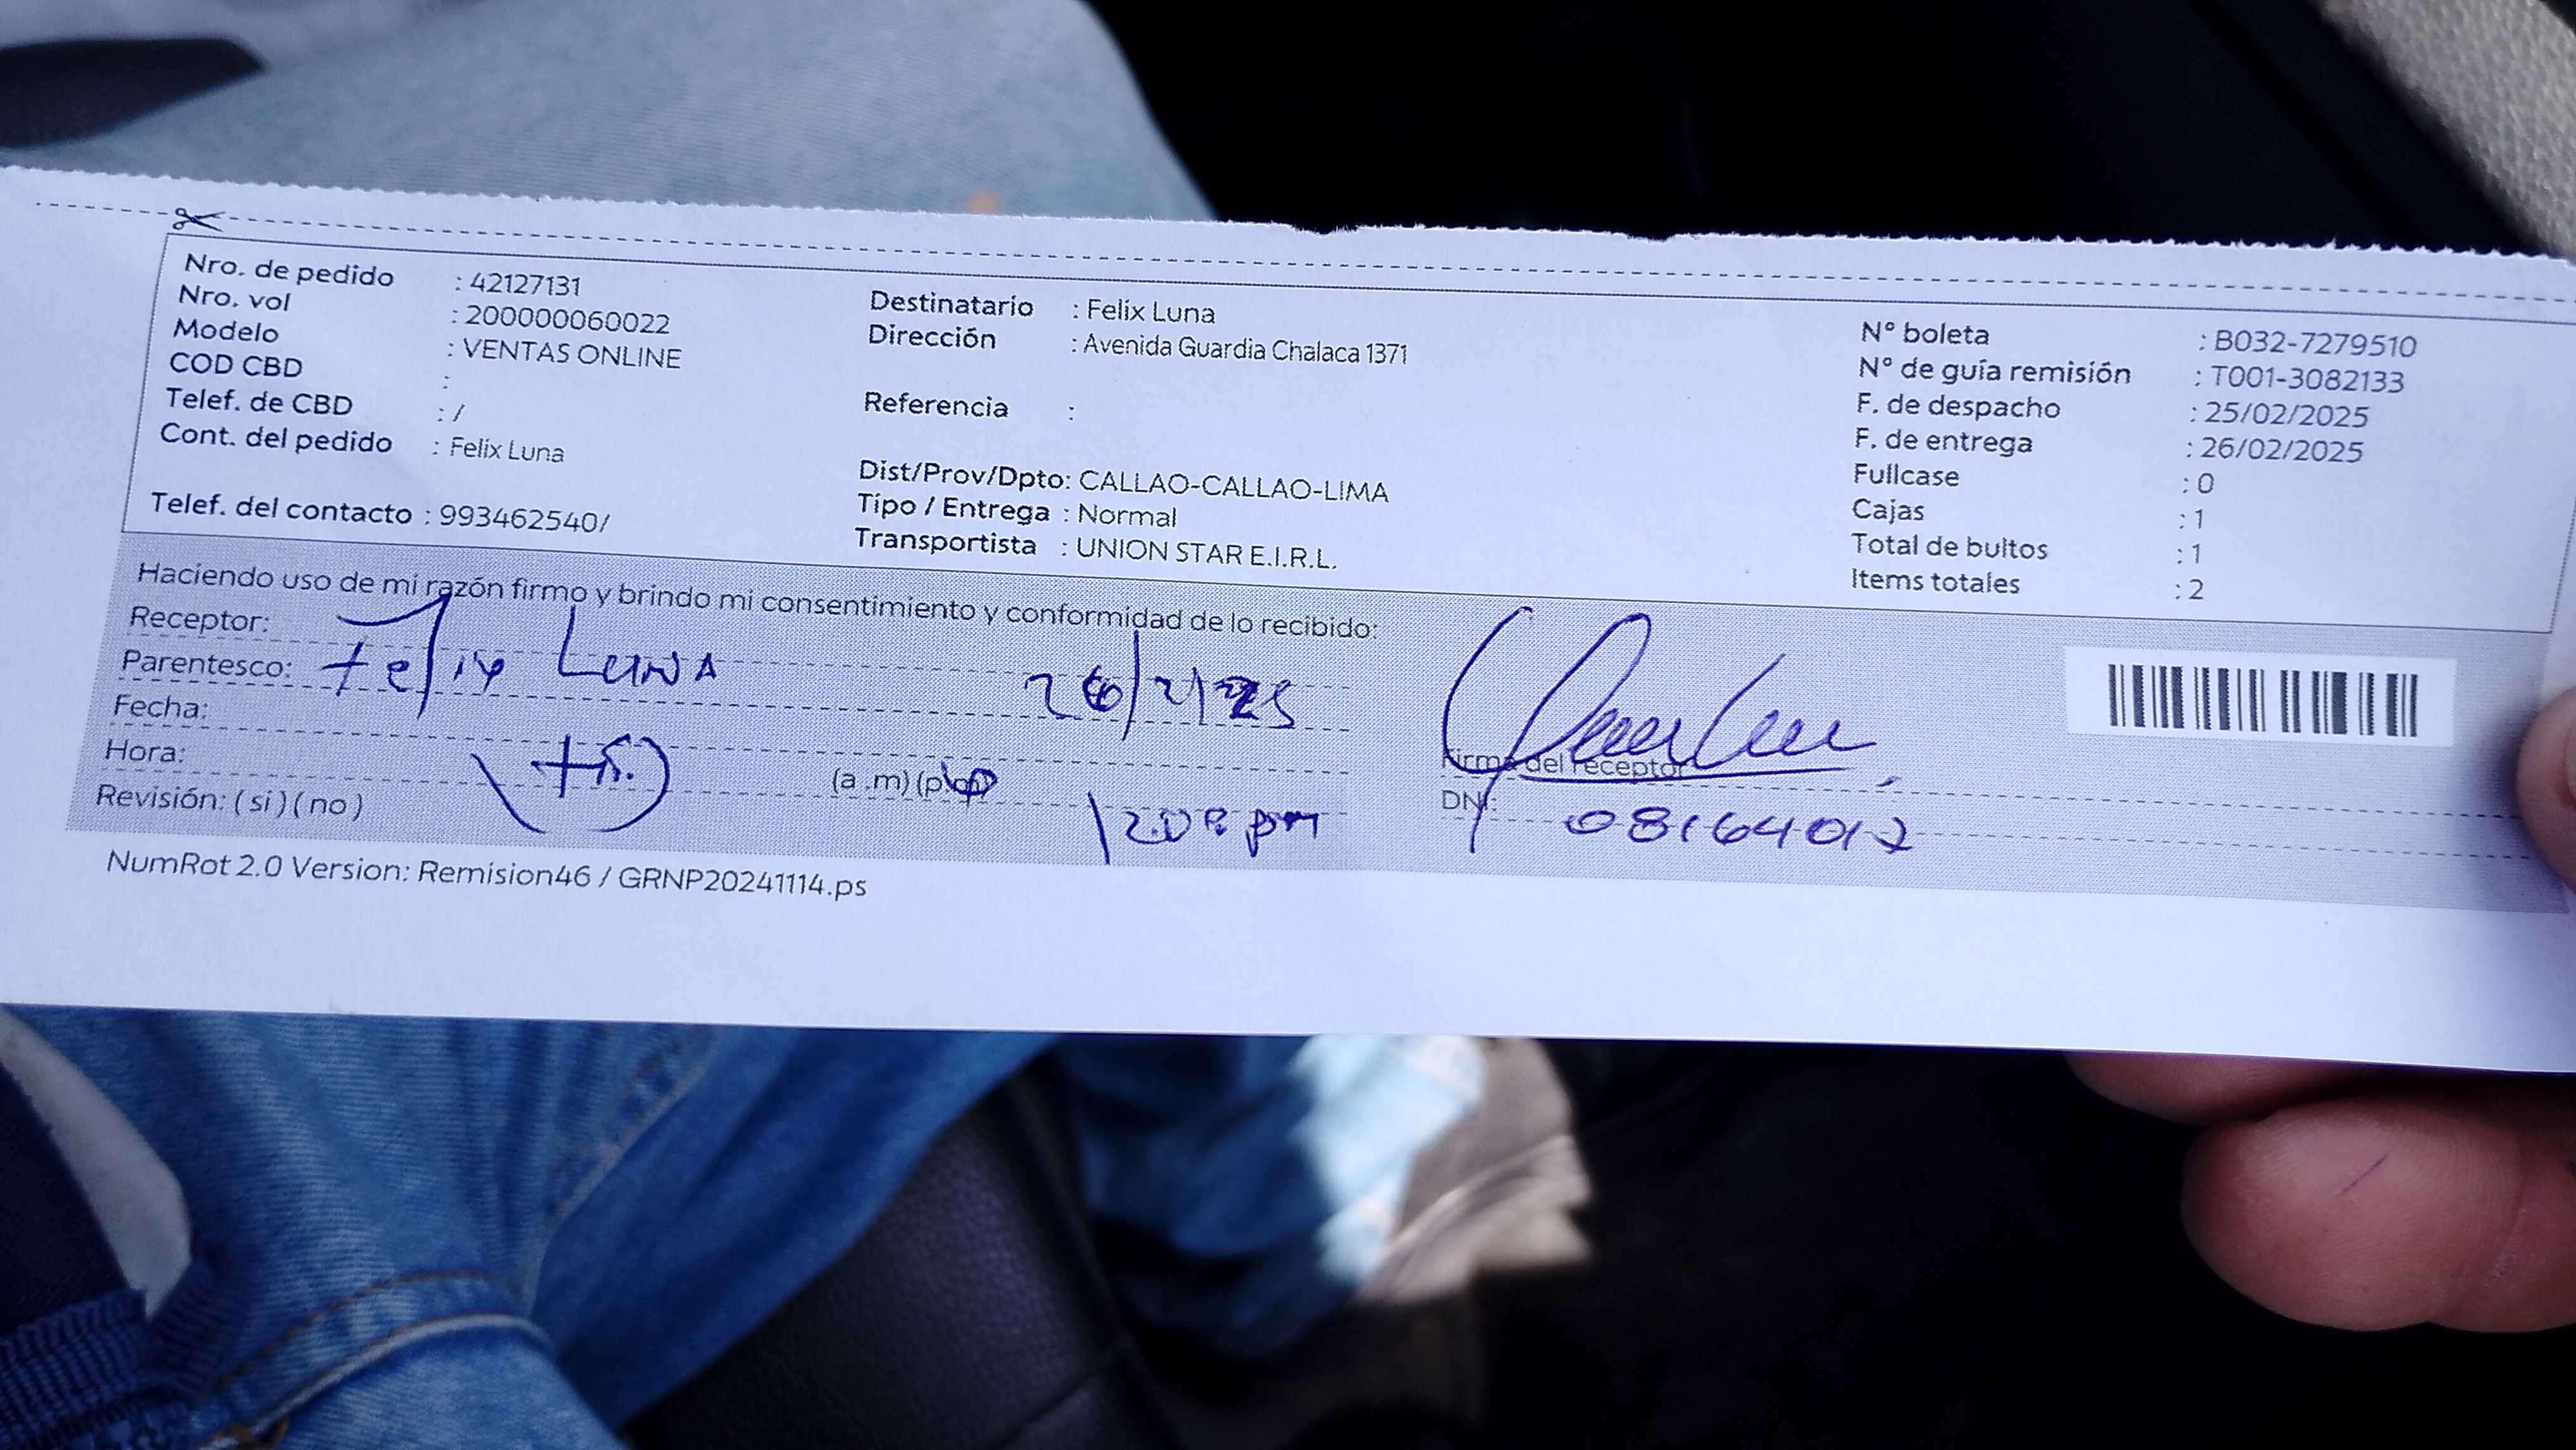 Nro. de pedido : 42127131
Nro. vol : 200000060022
Modelo : VENTAS ONLINE
COD CBD :
Telef. de CBD : /
Cont. del pedido : Felix Luna
Telef. del contacto : 993462540/
Destinatario : Felix Luna
Dirección : Avenida Guardia Chalaca 1371
Referencia :
Dist/Prov/Dpto: CALLAO-CALLAO-LIMA
Tipo / Entrega : Normal
Transportista : UNION STAR E.I.R.L.
N° boleta : B032-7279510
N° de guía remisión : T001-3082133
F. de despacho : 25/02/2025
F. de entrega : 26/02/2025
Fullcase : 0
Cajas : 1
Total de bultos : 1
Items totales : 2
Haciendo uso de mi razón firmo y brindo mi consentimiento y conformidad de lo recibido:
Receptor:
Parentesco: Felix Luna 26/2/25
Fecha:
Hora: (a .m) (p
Revisión: ( si ) ( no ) 12:08 pm
Firma del receptor
DNI: 08164012
NumRot 2.0 Version: Remision46 / GRNP20241114.ps